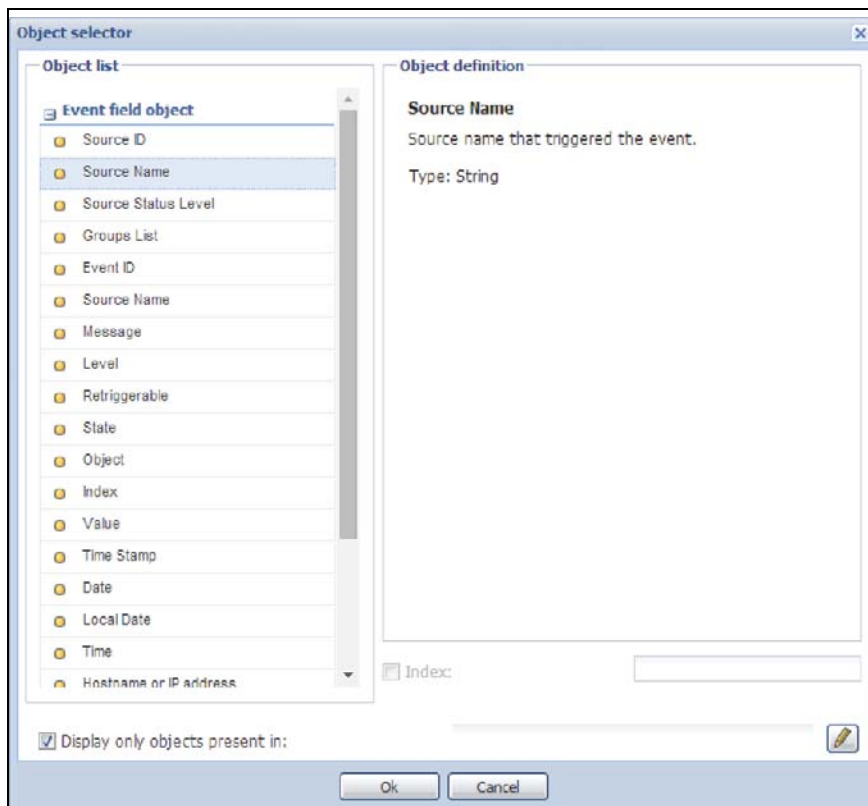 Object selector
Object list
Event field object
Source ID
Source Name
Source Status Level
Groups List
Event ID
Source Name
Message
Level
Retriggerable
State
Object
Index
Value
Time Stamp
Date
Local Date
Time
Hostname or IP address
Object definition
Source Name
Source name that triggered the event.
Type: String
Index:
Display only objects present in:
Ok
Cancel